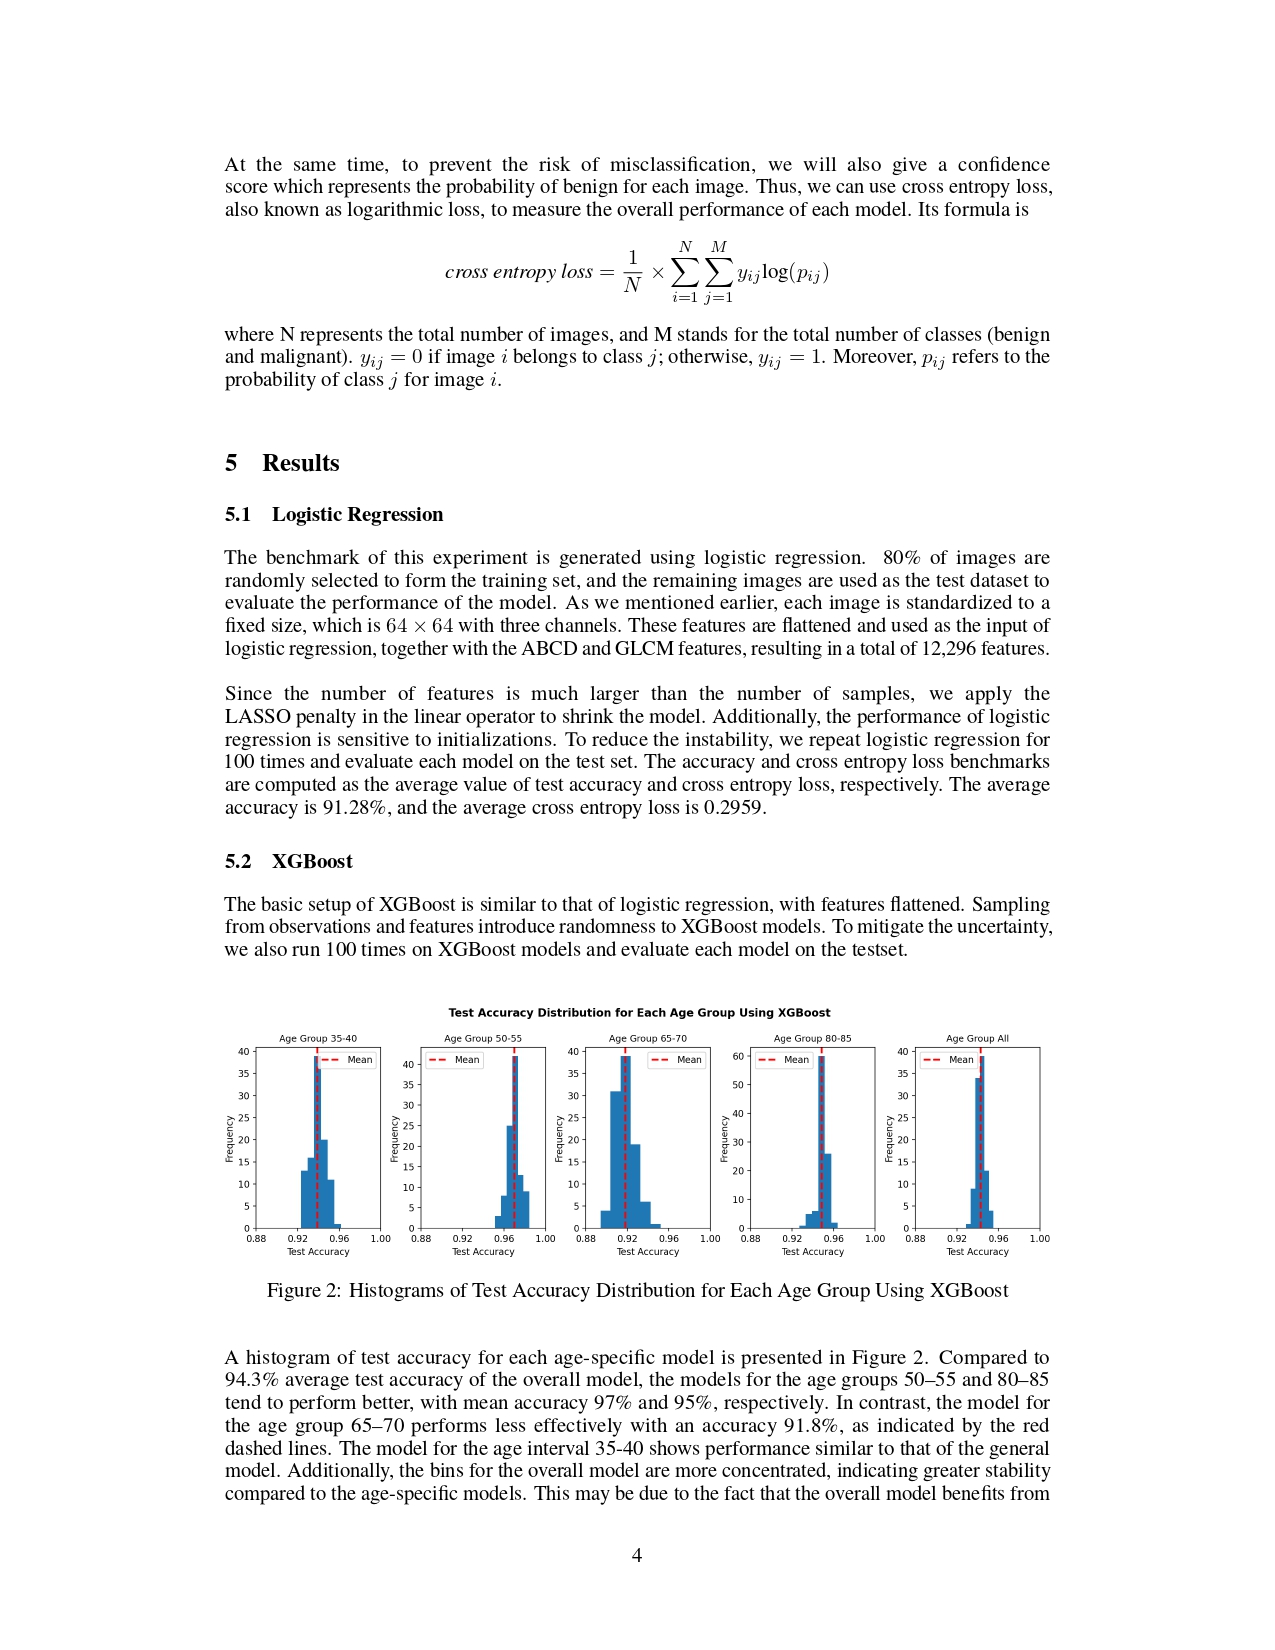 At the same time, to prevent the risk of misclassification, we will also give a confidence
score which represents the probability of benign for each image. Thus, we can use cross entropy loss,
also known as logarithmic loss, to measure the overall performance of each model. Its formula is
cross entropy loss = \frac{1}{N} × \sum_{i=1}^{N} \sum_{j=1}^{M} y_{ij} log(p_{ij})
where N represents the total number of images, and M stands for the total number of classes (benign
and malignant). y_{ij} = 0 if image i belongs to class j; otherwise, y_{ij} = 1. Moreover, p_{ij} refers to the
probability of class j for image i.
5 Results
5.1 Logistic Regression
The benchmark of this experiment is generated using logistic regression. 80% of images are
randomly selected to form the training set, and the remaining images are used as the test dataset to
evaluate the performance of the model. As we mentioned earlier, each image is standardized to a
fixed size, which is 64 × 64 with three channels. These features are flattened and used as the input of
logistic regression, together with the ABCD and GLCM features, resulting in a total of 12,296 features.
Since the number of features is much larger than the number of samples, we apply the
LASSO penalty in the linear operator to shrink the model. Additionally, the performance of logistic
regression is sensitive to initializations. To reduce the instability, we repeat logistic regression for
100 times and evaluate each model on the test set. The accuracy and cross entropy loss benchmarks
are computed as the average value of test accuracy and cross entropy loss, respectively. The average
accuracy is 91.28%, and the average cross entropy loss is 0.2959.
5.2 XGBoost
The basic setup of XGBoost is similar to that of logistic regression, with features flattened. Sampling
from observations and features introduce randomness to XGBoost models. To mitigate the uncertainty,
we also run 100 times on XGBoost models and evaluate each model on the testset.
Test Accuracy Distribution for Each Age Group Using XGBoost
Age Group 35-40
Mean
Frequency
40
35
30
25
20
15
10
5
0
0.88 0.92 0.96 1.00
Test Accuracy
Age Group 50-55
Mean
Frequency
40
35
30
25
20
15
10
5
0
0.88 0.92 0.96 1.00
Test Accuracy
Age Group 65-70
Mean
Frequency
40
35
30
25
20
15
10
5
0
0.88 0.92 0.96 1.00
Test Accuracy
Age Group 80-85
Mean
Frequency
60
50
40
30
20
10
0
0.88 0.92 0.96 1.00
Test Accuracy
Age Group All
Mean
Frequency
40
35
30
25
20
15
10
5
0
0.88 0.92 0.96 1.00
Test Accuracy
Figure 2: Histograms of Test Accuracy Distribution for Each Age Group Using XGBoost
A histogram of test accuracy for each age-specific model is presented in Figure 2. Compared to
94.3% average test accuracy of the overall model, the models for the age groups 50–55 and 80–85
tend to perform better, with mean accuracy 97% and 95%, respectively. In contrast, the model for
the age group 65–70 performs less effectively with an accuracy 91.8%, as indicated by the red
dashed lines. The model for the age interval 35-40 shows performance similar to that of the general
model. Additionally, the bins for the overall model are more concentrated, indicating greater stability
compared to the age-specific models. This may be due to the fact that the overall model benefits from
4